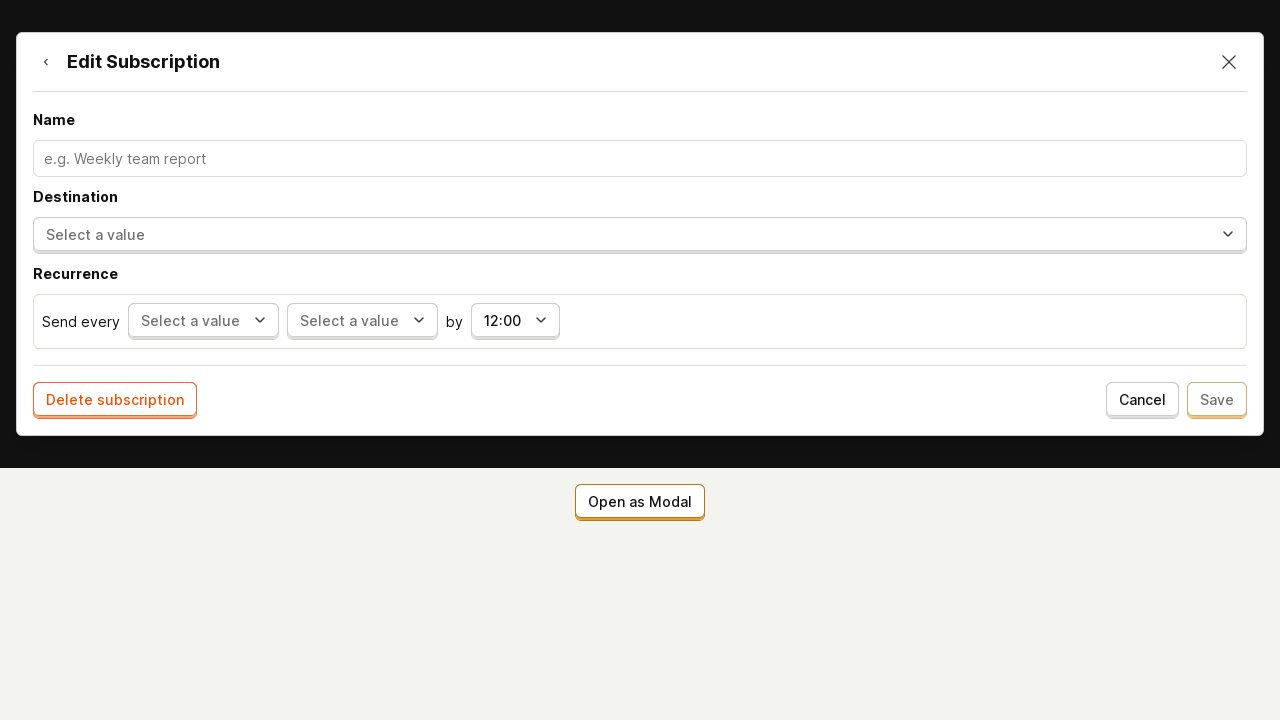 Edit Subscription
Name
e.g. Weekly team report
Destination
Select a value
Recurrence
Send every Select a value Select a value by 12:00
Delete subscription Cancel Save
Open as Modal